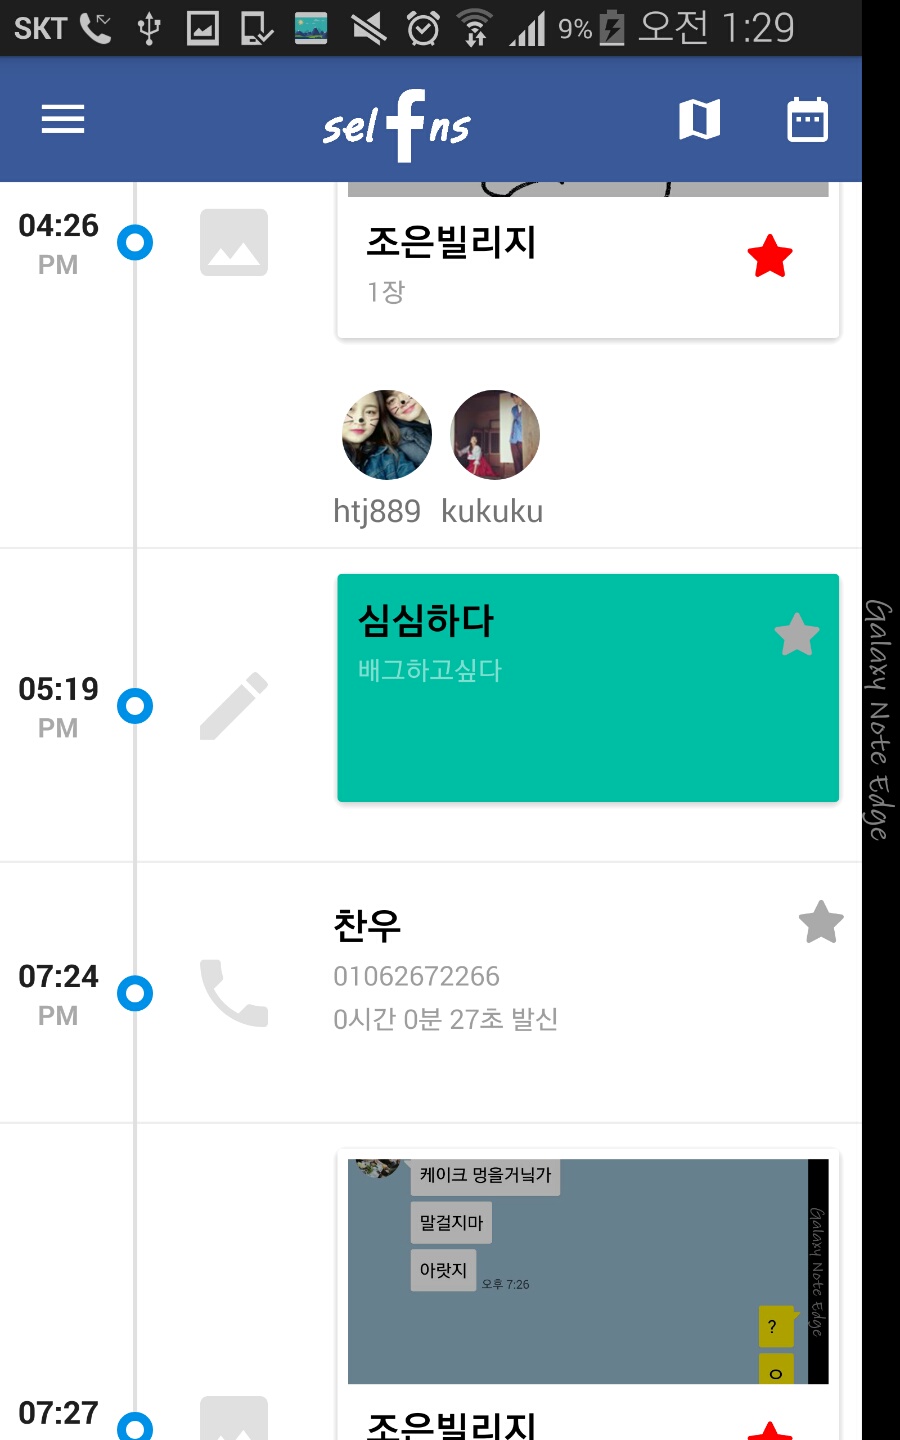 SKT 9% 오전 1:29
self ns
04:26
PM
조은빌리지
1장
htj889 kukuku
05:19
PM
심심하다
배그하고싶다
07:24
PM
찬우
01062672266
0시간 0분 27초 발신
케이크 멍을거닠가
말걸지마
아랏지
오후 7:26
?
ㅇ
Galaxy Note Edge
07:27
조은빌리지
Galaxy Note Edge